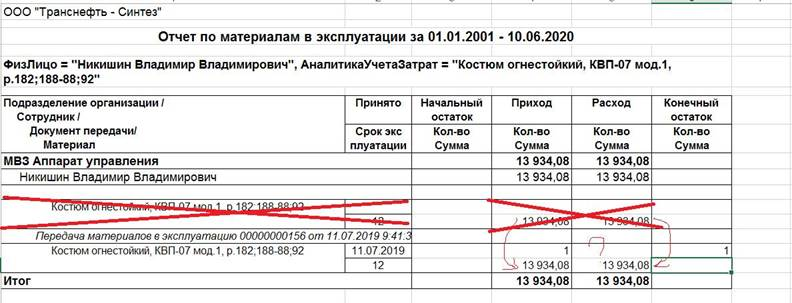 ООО "Транснефть - Синтез"
Отчет по материалам в эксплуатации за 01.01.2001 - 10.06.2020
ФизЛицо = "Никишин Владимир Владимирович", АналитикаУчетаЗатрат = "Костюм огнестойкий, КВП-07 мод.1,
р.182;188-88;92"
Подразделение организации / Принято Начальный остаток Приход Расход Конечный остаток
Сотрудник /
Документ передачи/ Срок экс плуатации Кол-во Кол-во Кол-во Кол-во
Материал Сумма Сумма Сумма Сумма
МВЗ Аппарат управления 13 934,08 13 934,08
Никишин Владимир Владимирович 13 934,08 13 934,08
Костюм огнестойкий, КВП-07 мод.1, р.182;188-88;92
12 13 934,08 13 934,08
Передача материалов в эксплуатацию 00000000156 от 11.07.2019 9:41:3
Костюм огнестойкий, КВП-07 мод.1, р.182;188-88;92 11.07.2019 1 ? 1
12 13 934,08 13 934,08
Итог 13 934,08 13 934,08